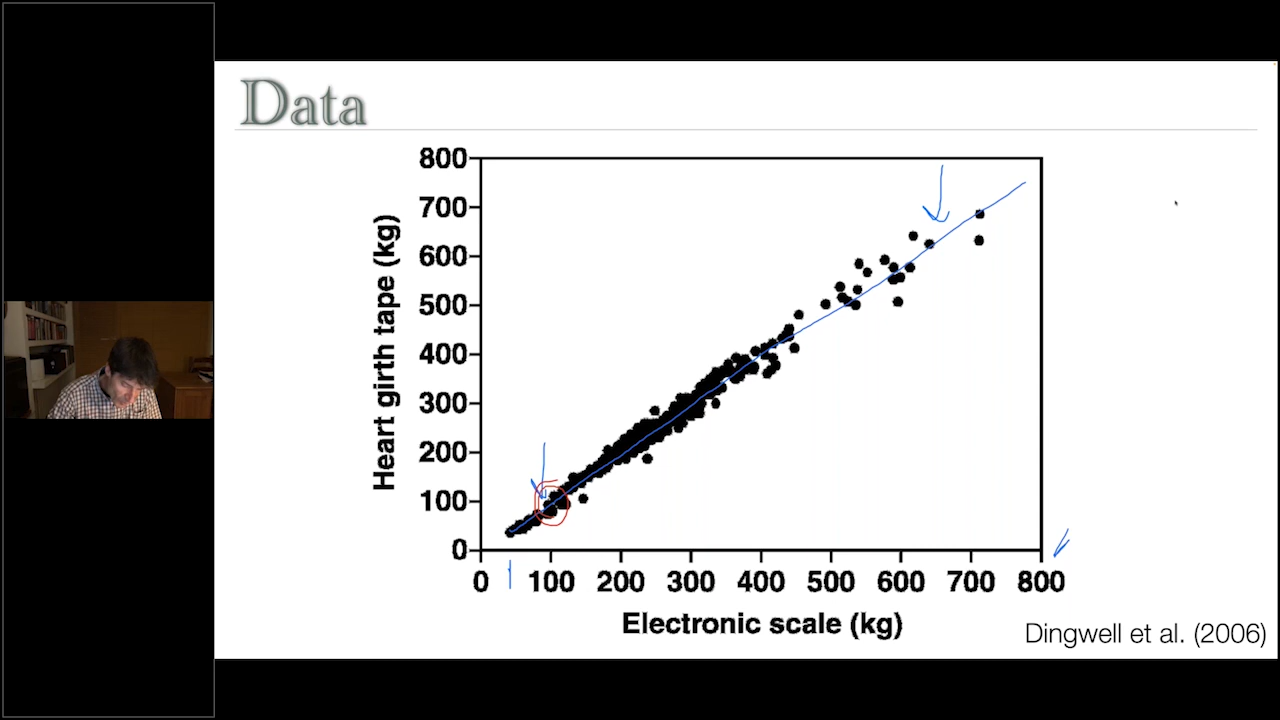 Data
800
700
600
500
400
300
200
100
0
Heart girth tape (kg)
0 100 200 300 400 500 600 700 800
Electronic scale (kg)
Dingwell et al. (2006)